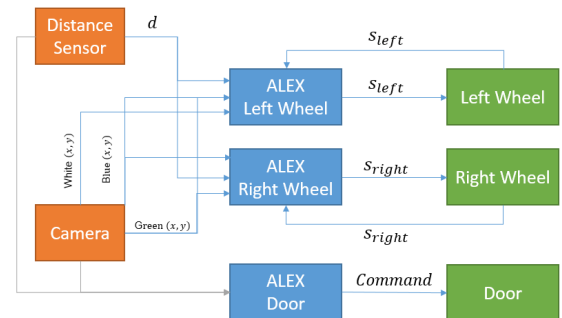 Distance
Sensor
d
s_left
ALEX
Left Wheel
s_left
Left Wheel
White (x, y)
Blue (x, y)
ALEX
Right Wheel
s_right
Right Wheel
Camera
Green (x, y)
s_right
ALEX
Door
Command
Door